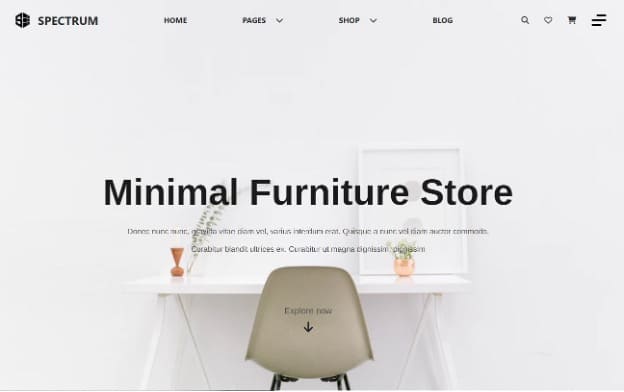 SPECTRUM
HOME
PAGES
SHOP
BLOG
Minimal Furniture Store
Donec nunc nunc, gravida vitae diam vel, varius interdum erat. Quisque a nunc vel diam auctor commodo.
Curabitur blandit ultrices ex. Curabitur ut magna dignissim, dignissim
Explore now